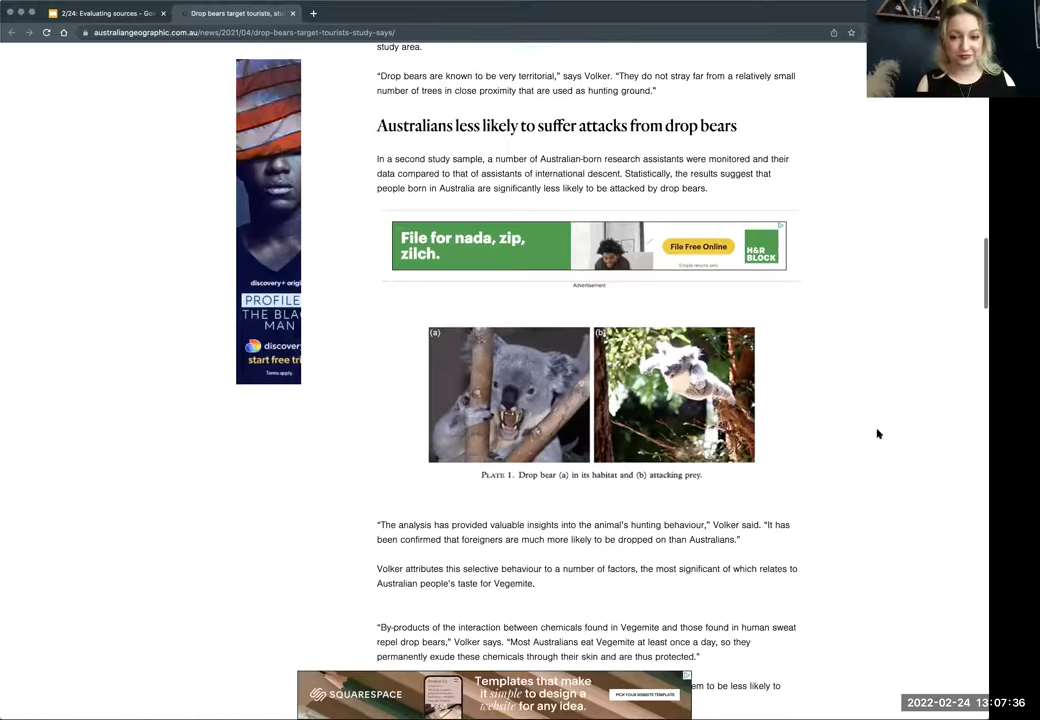 2/24: Evaluating sources - Goo
Drop bears target tourists, stu
australiangeographic.com.au/news/2021/04/drop-bears-target-tourists-study-says/
study area.
“Drop bears are known to be very territorial,” says Volker. “They do not stray far from a relatively small
number of trees in close proximity that are used as hunting ground.”
Australians less likely to suffer attacks from drop bears
In a second study sample, a number of Australian-born research assistants were monitored and their
data compared to that of assistants of international descent. Statistically, the results suggest that
people born in Australia are significantly less likely to be attacked by drop bears.
File for nada, zip,
zilch.
File Free Online
Simple returns only
H&R
BLOCK
Advertisement
discovery+ origi
PROFILE
THE BLA
MAN
discover
start free tri
Terms apply.
(a)
(b)
PLATE 1. Drop bear (a) in its habitat and (b) attacking prey.
“The analysis has provided valuable insights into the animal’s hunting behaviour,” Volker said. “It has
been confirmed that foreigners are much more likely to be dropped on than Australians.”
Volker attributes this selective behaviour to a number of factors, the most significant of which relates to
Australian people’s taste for Vegemite.
“By-products of the interaction between chemicals found in Vegemite and those found in human sweat
repel drop bears,” Volker says. “Most Australians eat Vegemite at least once a day, so they
permanently exude these chemicals through their skin and are thus protected.”
em to be less likely to
SQUARESPACE
Templates that make
it simple to design a
website for any idea.
PICK YOUR WEBSITE TEMPLATE
2022-02-24 13:07:36